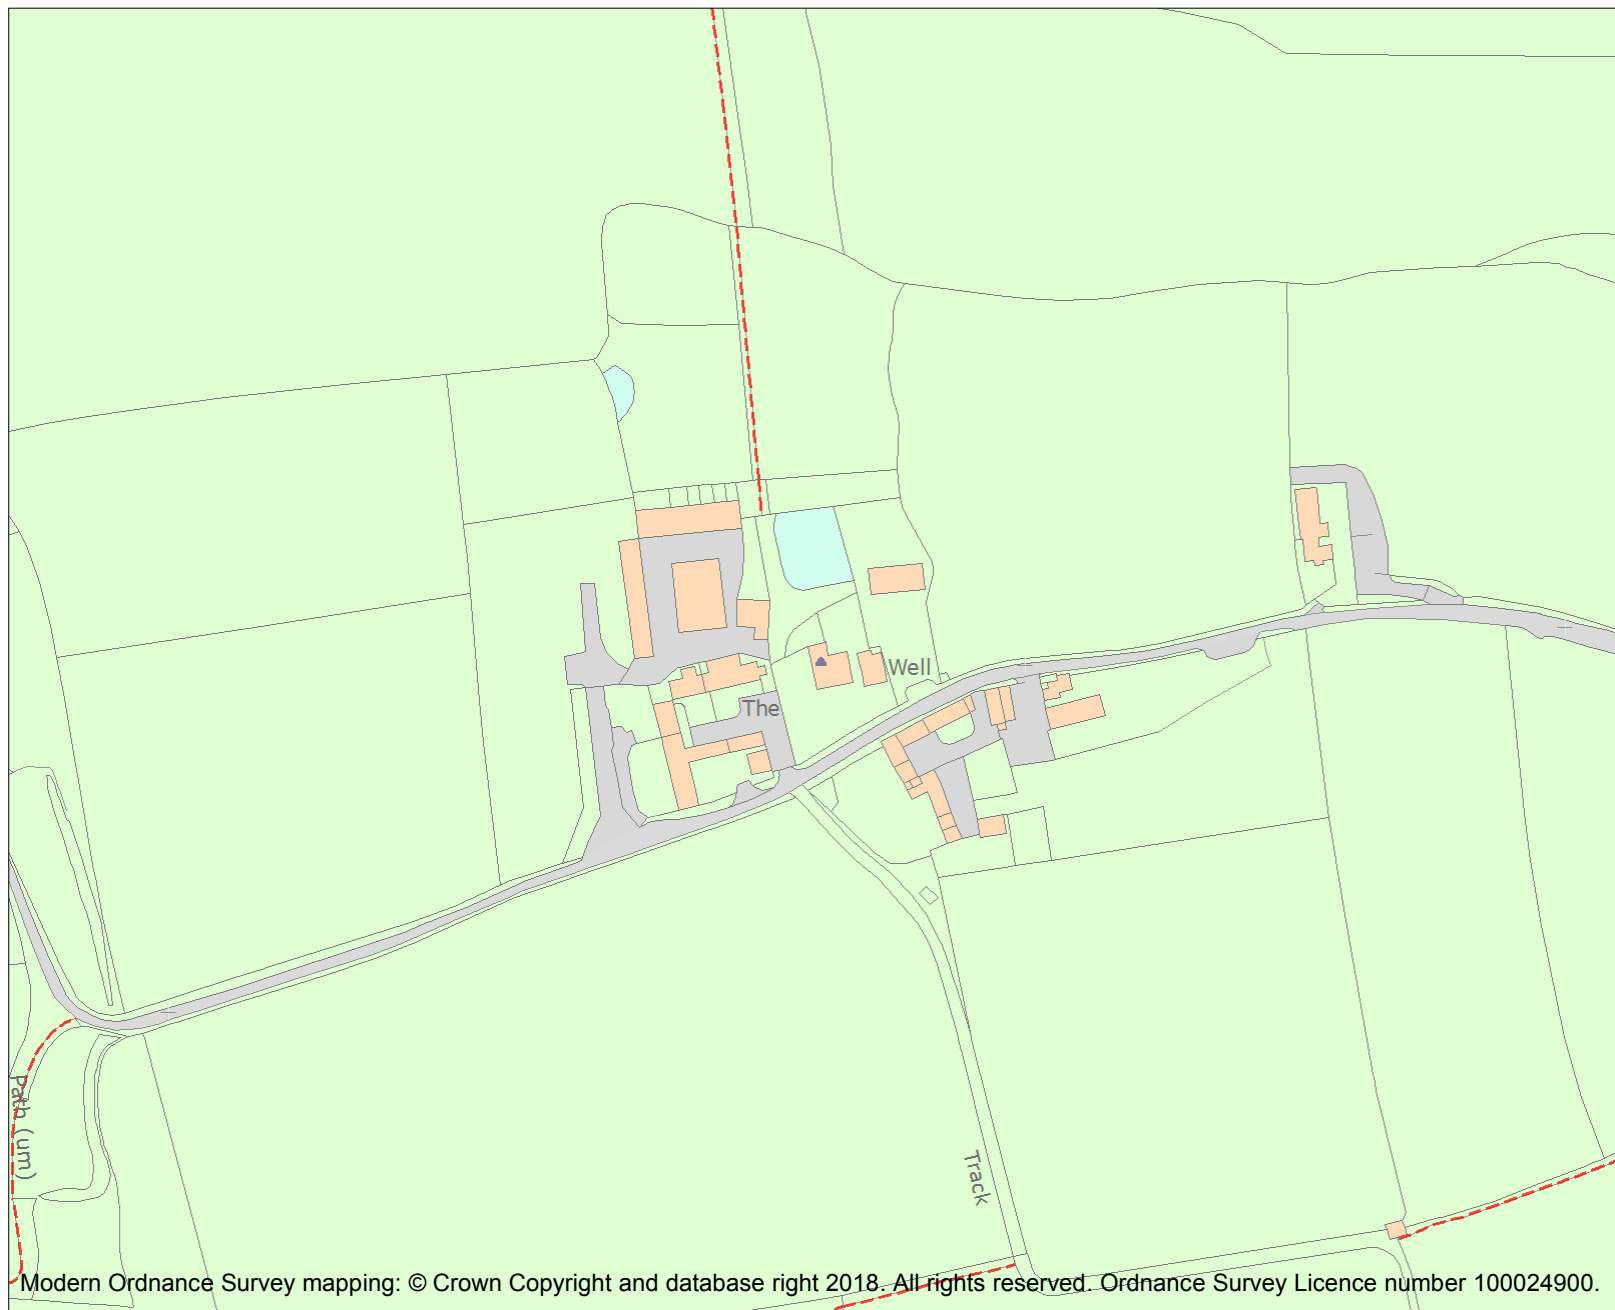 Well
The
Path (um)
Track
Modern Ordnance Survey mapping: © Crown Copyright and database right 2018. All rights reserved. Ordnance Survey Licence number 100024900.